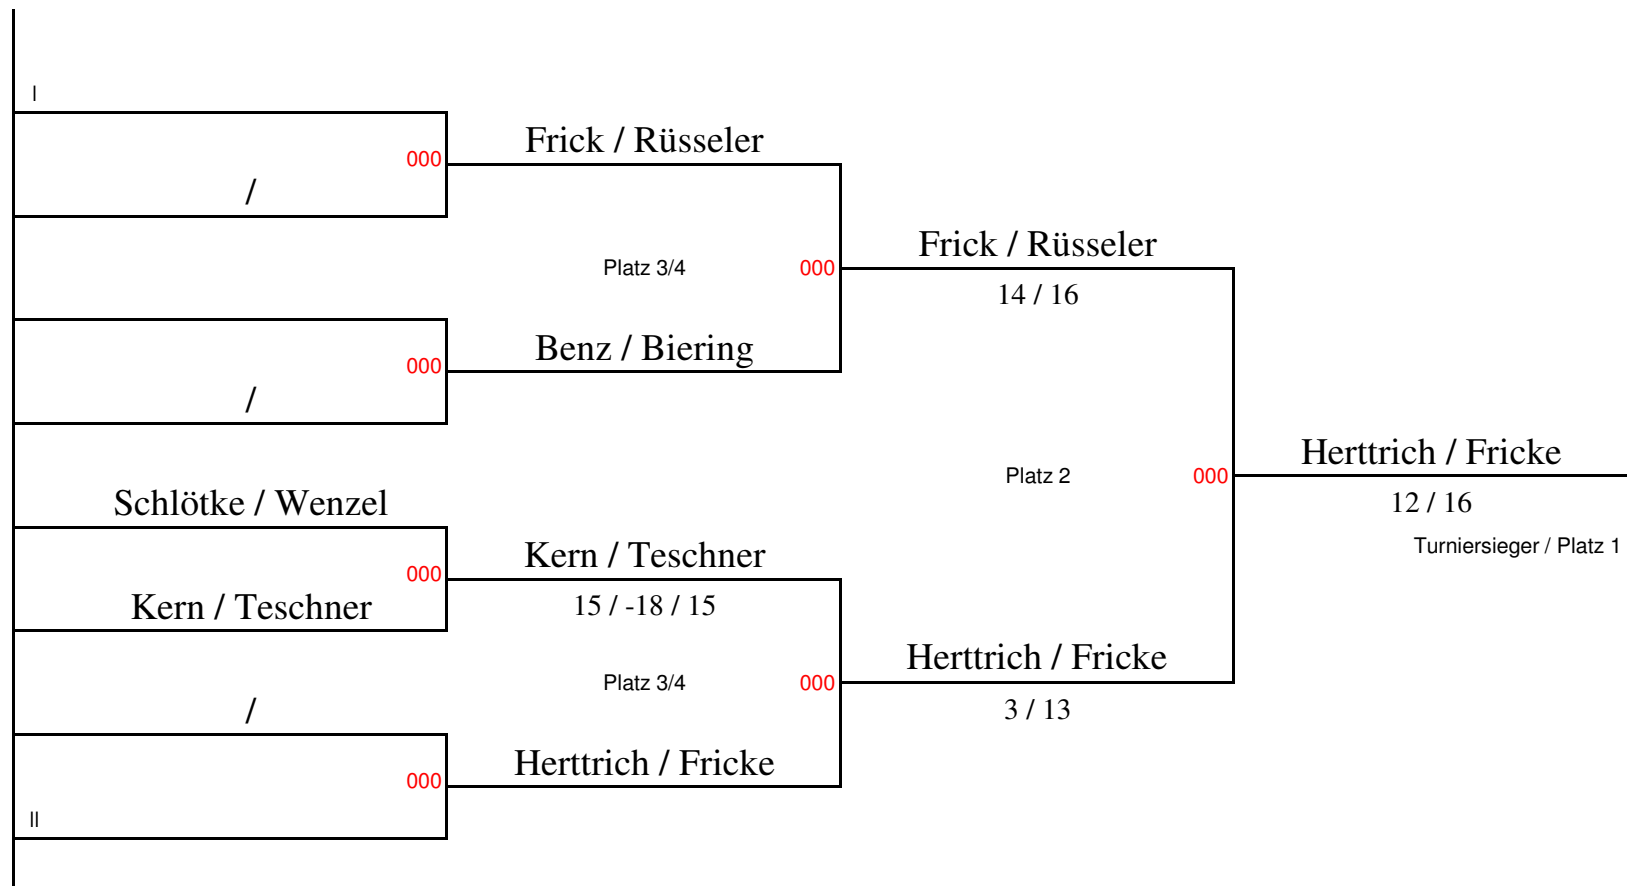 I
Frick / Rüsseler
000
/
Frick / Rüsseler
Platz 3/4
000
14 / 16
Benz / Biering
000
/
Herttrich / Fricke
Platz 2
000
12 / 16
Schlötke / Wenzel
Turniersieger / Platz 1
Kern / Teschner
000
Kern / Teschner
15 / -18 / 15
Herttrich / Fricke
Platz 3/4
000
3 / 13
/
Herttrich / Fricke
000
II